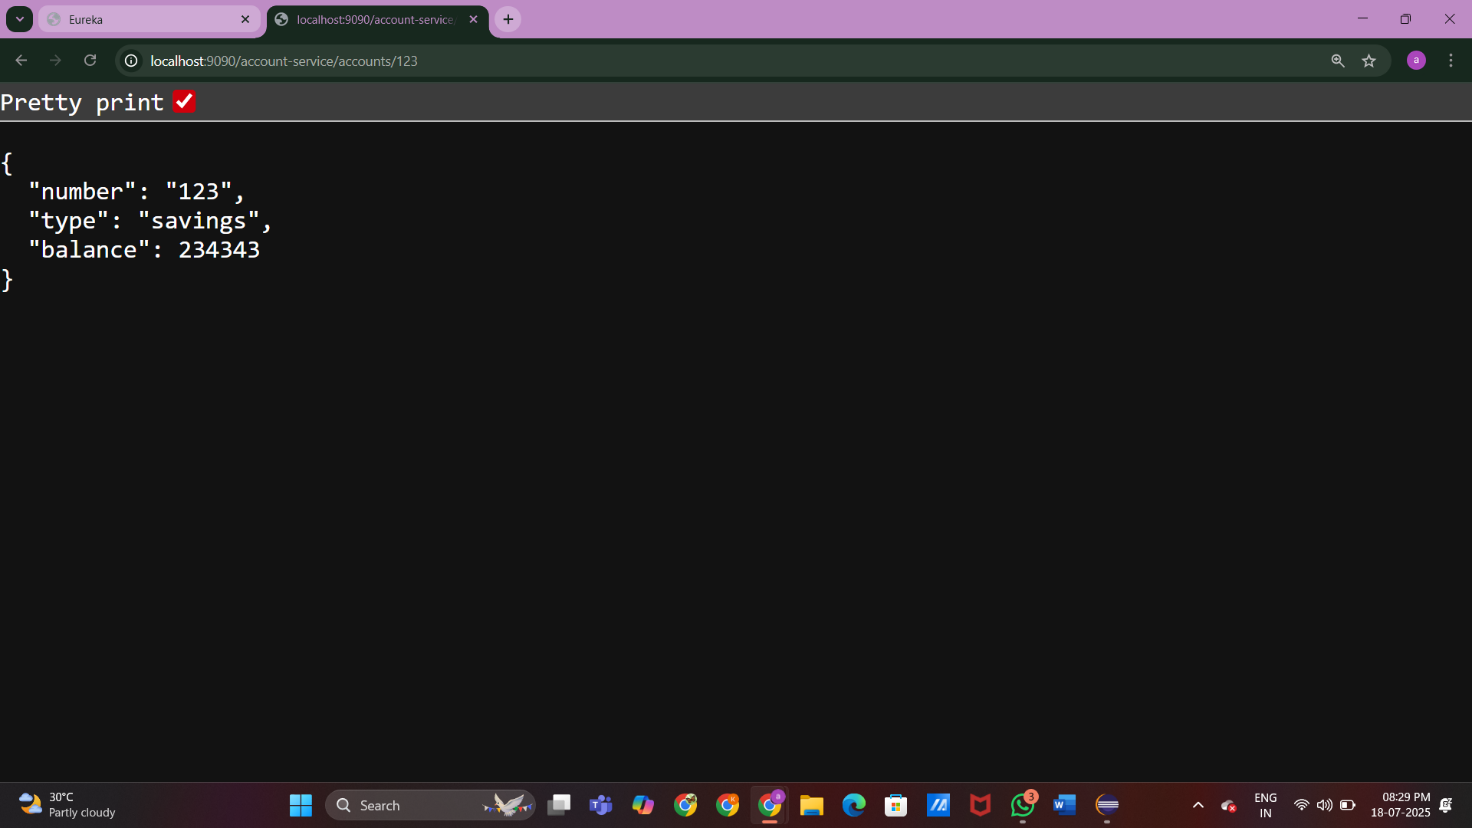 Eureka
localhost:9090/account-service
localhost:9090/account-service/accounts/123
a
Pretty print
{
"number": "123",
"type": "savings",
"balance": 234343
}
30°C
Partly cloudy
Search
a
3
ENG
IN
08:29 PM
18-07-2025